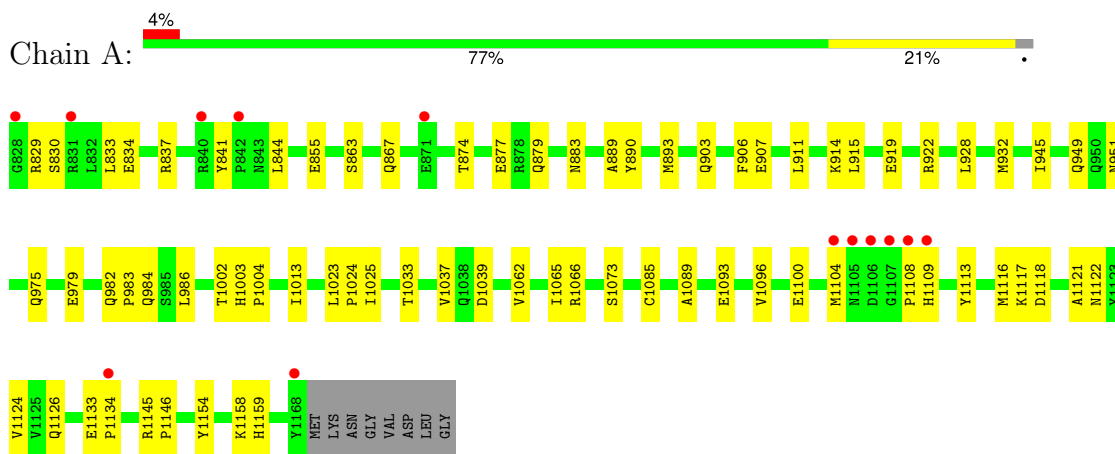 4%
Chain A:
77% 21% •
G828 R829 S830 R831 L832 L833 E834 R837 R840 Y841 P842 N843 L844 E855 S863 Q867 E871 T874 E877 R878 Q879 N883 A889 Y890 M893 Q903 F906 E907 L911 K914 L915 E919 R922 L928 M932 I945 Q949 Q950 N951
Q975 E979 Q982 P983 Q984 S985 L986 T1002 H1003 P1004 I1013 L1023 P1024 I1025 T1033 V1037 Q1038 D1039 V1062 I1065 R1066 S1073 C1085 A1089 E1093 V1096 E1100 M1104 N1105 D1106 G1107 P1108 H1109 Y1113 M1116 K1117 D1118 A1121 N1122 Y1123
V1124 V1125 Q1126 E1133 P1134 R1145 P1146 Y1154 K1158 H1159 Y1168 MET LYS ASN GLY VAL ASP LEU GLY